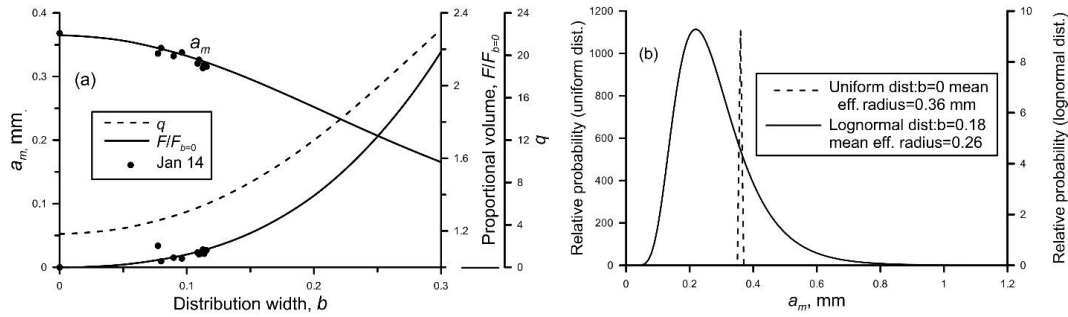 (a)
a_m
q
F/F_{b=0}
Jan 14
a_m, mm
0.4
0.3
0.2
0.1
0
0
0.1
0.2
0.3
Distribution width, b
2.4
2
1.6
1.2
Proportional volume, F/F_{b=0}
24
20
16
12
8
4
0
q
(b)
Uniform dist:b=0 mean
eff. radius=0.36 mm
Lognormal dist:b=0.18
mean eff. radius=0.26
Relative probability (uniform dist.)
1200
1000
800
600
400
200
0
0
0.2
0.4
0.6
0.8
1.0
1.2
a_m, mm
10
8
6
4
2
0
Relative probability (lognormal dist.)